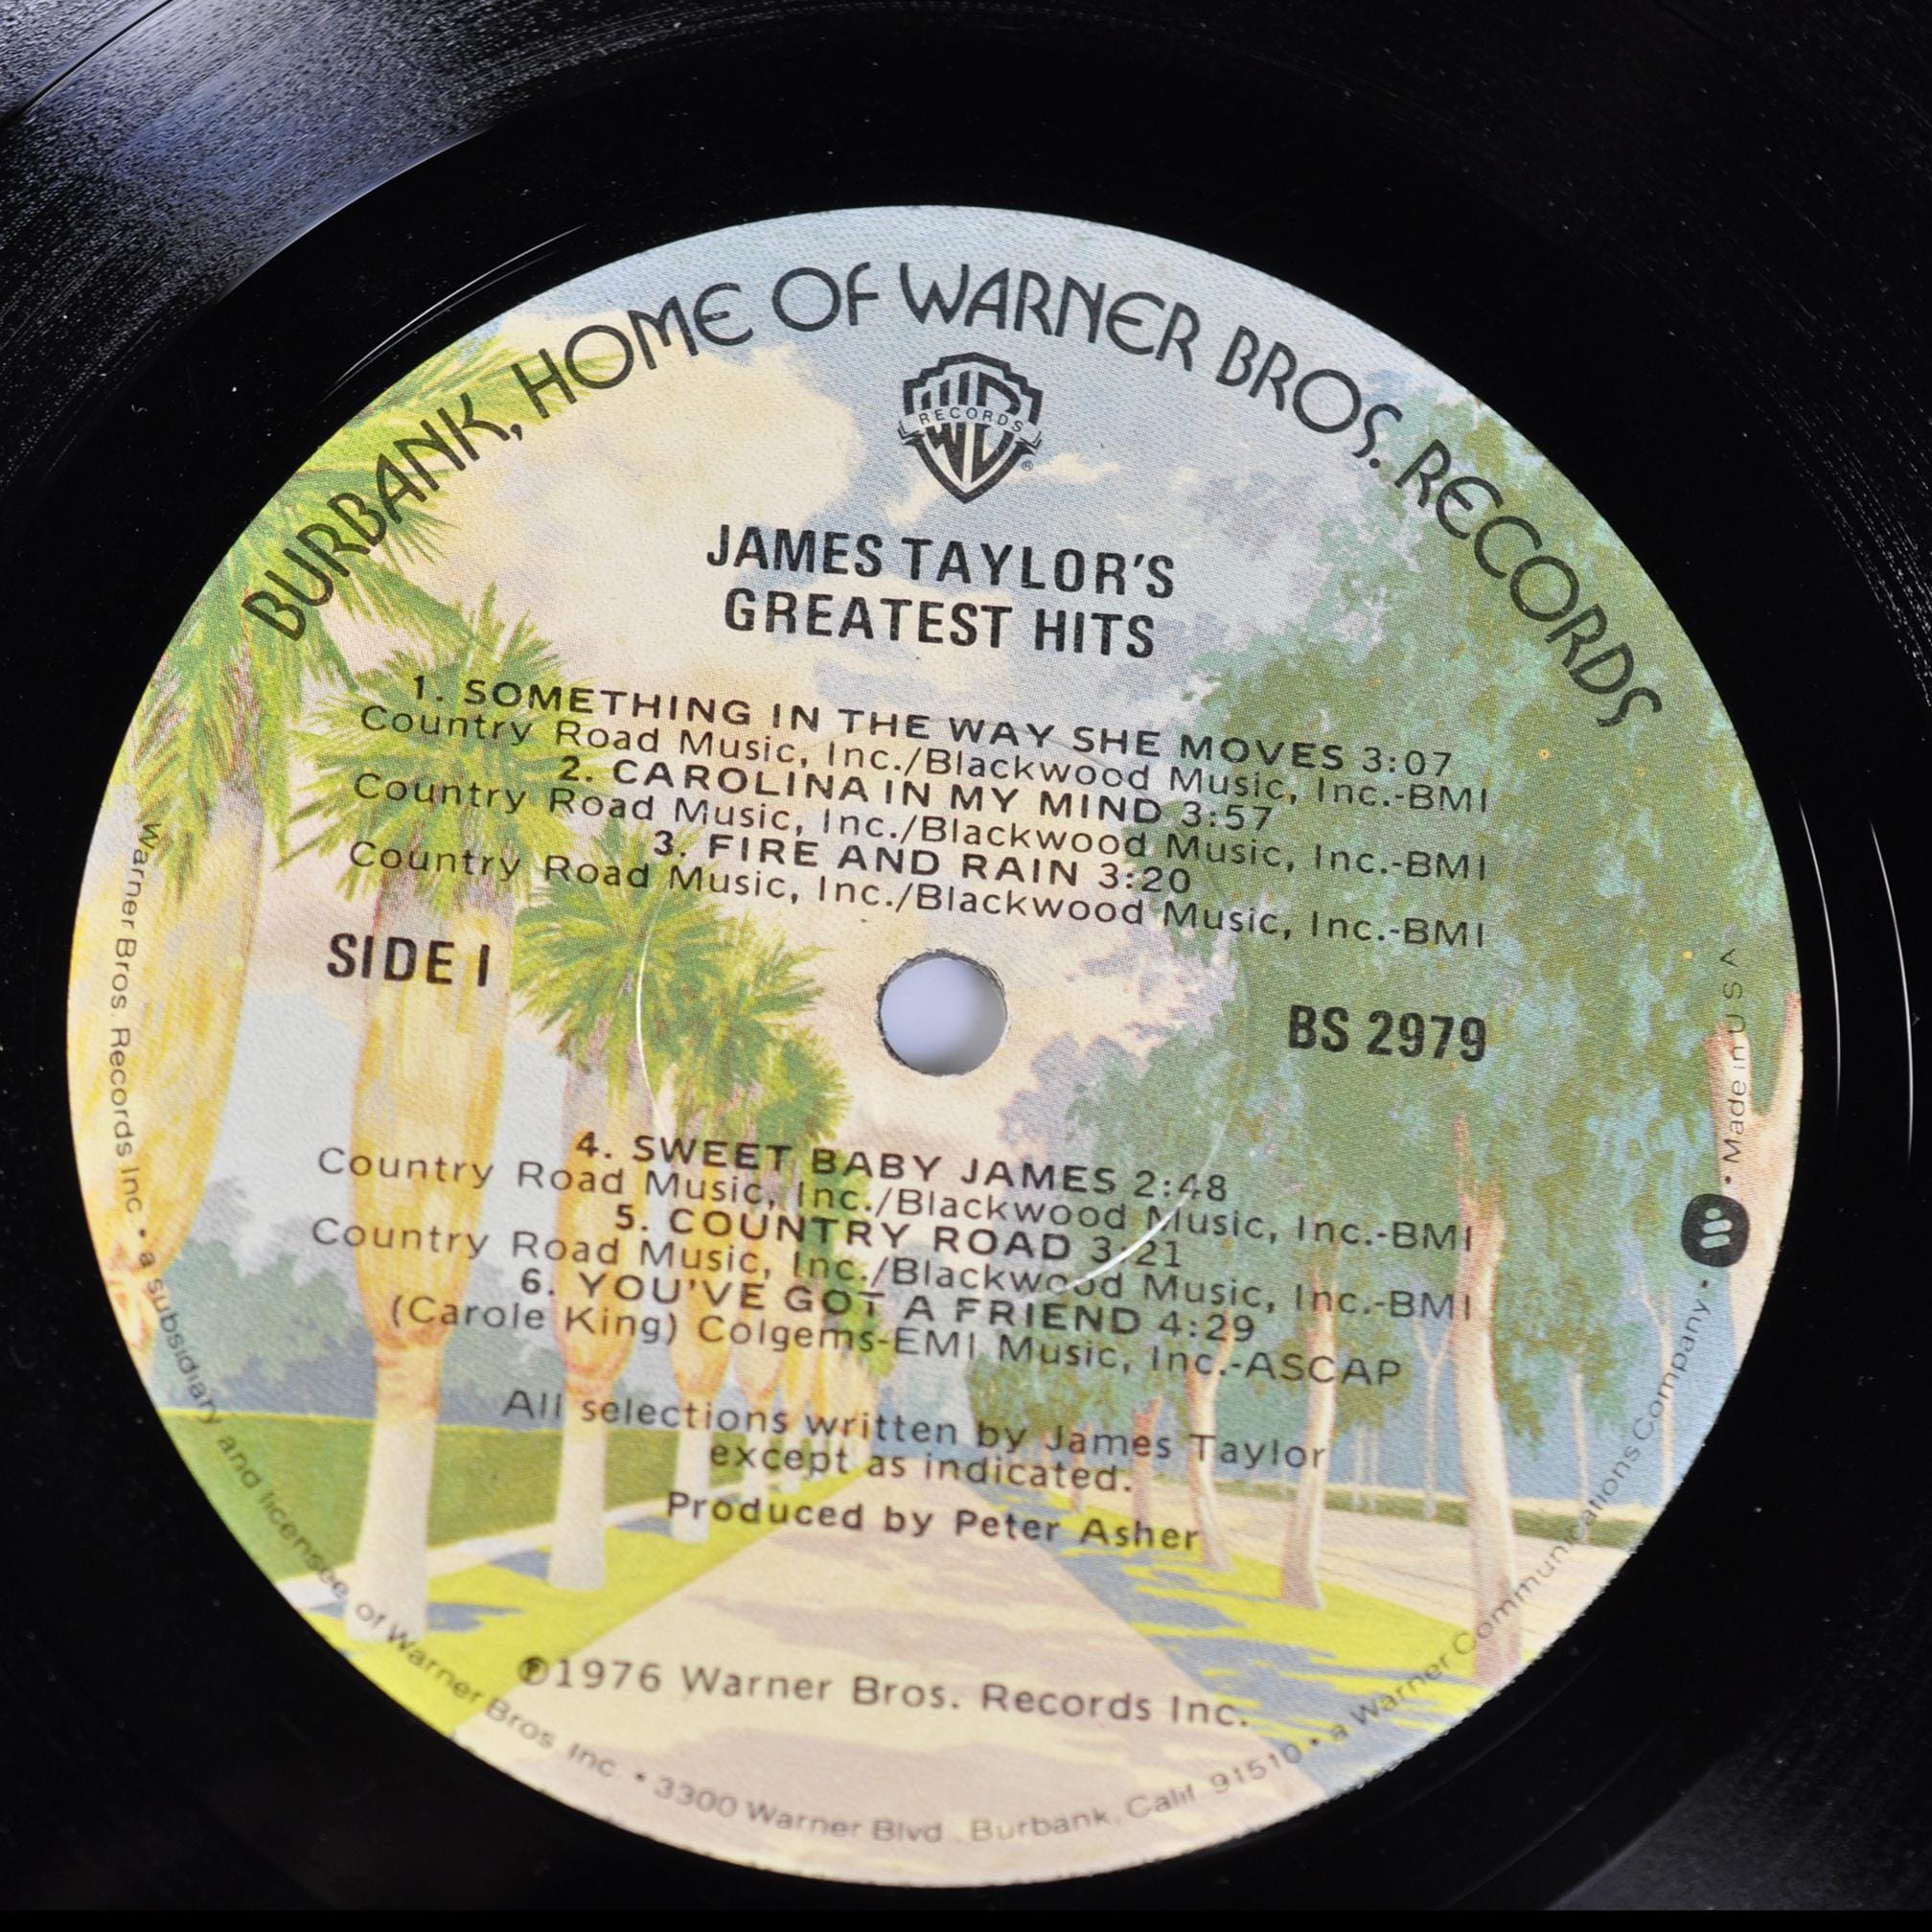 BURBANK, HOME OF WARNER BROS. RECORDS
W
RECORDS
®
JAMES TAYLOR'S
GREATEST HITS
1. SOMETHING IN THE WAY SHE MOVES 3:07
Country Road Music, Inc./Blackwood Music, Inc.-BMI
2. CAROLINA IN MY MIND 3:57
Country Road Music, Inc./Blackwood Music, Inc.-BMI
3. FIRE AND RAIN 3:20
Country Road Music, Inc./Blackwood Music, Inc.-BMI
SIDE I
BS 2979
4. SWEET BABY JAMES 2:48
Country Road Music, Inc./Blackwood Music, Inc.-BMI
5. COUNTRY ROAD 3:21
Country Road Music, Inc./Blackwood Music, Inc.-BMI
6. YOU'VE GOT A FRIEND 4:29
(Carole King) Colgems-EMI Music, Inc.-ASCAP
All selections written by James Taylor
except as indicated.
Produced by Peter Asher
℗1976 Warner Bros. Records Inc.
Warner Bros. Records Inc. • a subsidiary and licensee of Warner Bros. Inc. • 3300 Warner Blvd., Burbank, Calif. 91510 • a Warner Communications Company • • Made in U S A